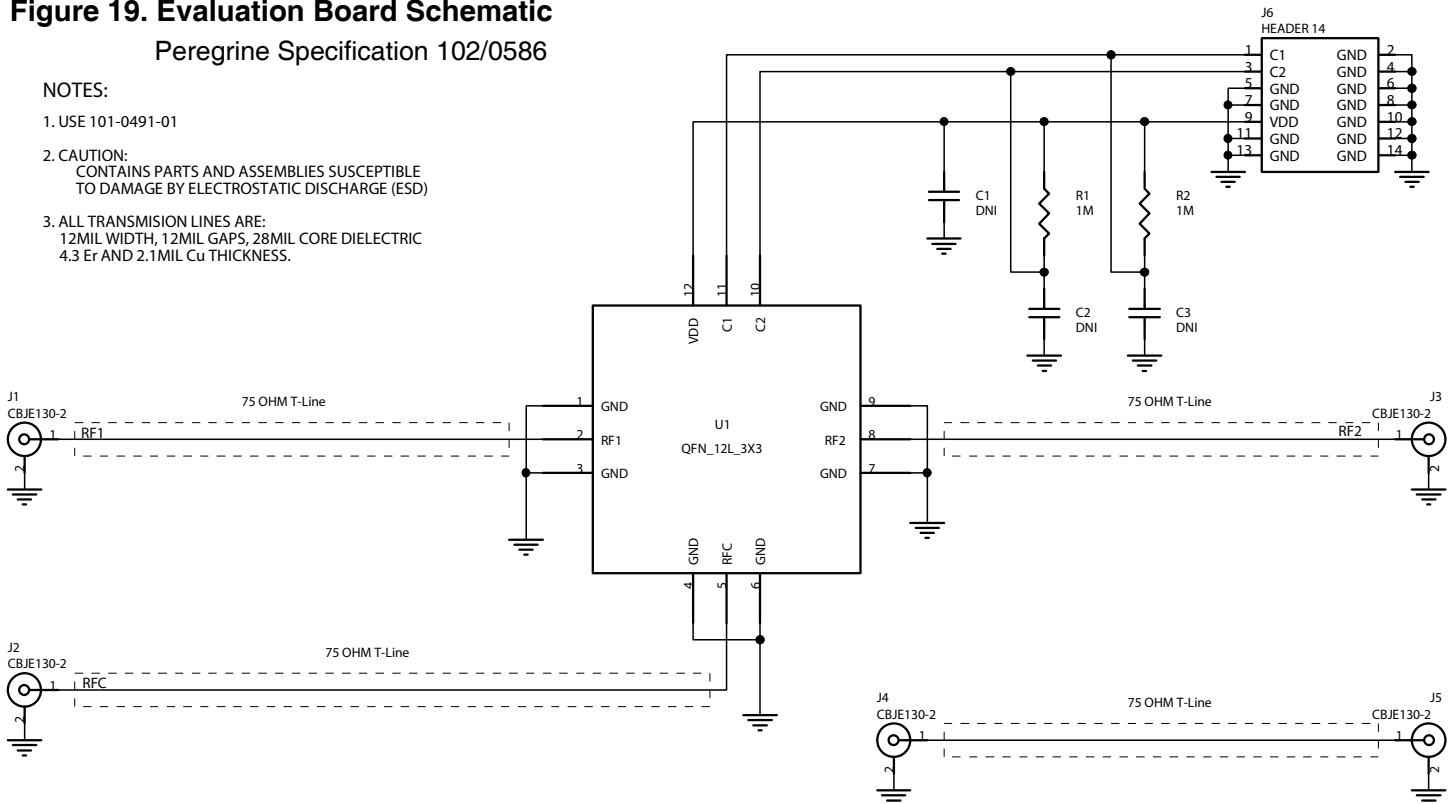 Figure 19. Evaluation Board Schematic
Peregrine Specification 102/0586
NOTES:
1. USE 101-0491-01
2. CAUTION:
CONTAINS PARTS AND ASSEMBLIES SUSCEPTIBLE
TO DAMAGE BY ELECTROSTATIC DISCHARGE (ESD)
3. ALL TRANSMISION LINES ARE:
12MIL WIDTH, 12MIL GAPS, 28MIL CORE DIELECTRIC
4.3 Er AND 2.1MIL Cu THICKNESS.
J6
HEADER 14
1 C1 GND 2
3 C2 GND 4
5 GND GND 6
7 GND GND 8
9 VDD GND 10
11 GND GND 12
13 GND GND 14
C1
DNI
R1
1M
R2
1M
C2
DNI
C3
DNI
12 11 10
VDD C1 C2
J1
CBJE130-2
75 OHM T-Line
1 RF1
2
1 GND
2 RF1
3 GND
U1
QFN_12L_3X3
GND 9
RF2 8
GND 7
75 OHM T-Line
J3
CBJE130-2
RF2 1
2
GND RFC GND
4 5 6
J2
CBJE130-2
75 OHM T-Line
1 RFC
2
J4
CBJE130-2
75 OHM T-Line
J5
CBJE130-2
1 1
2 2